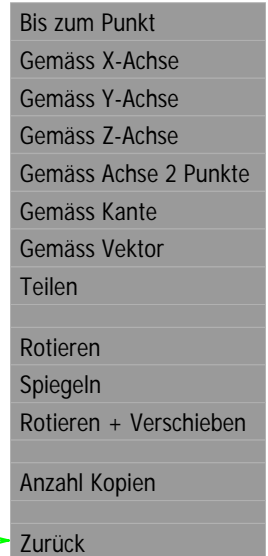 Bis zum Punkt
Gemäss X-Achse
Gemäss Y-Achse
Gemäss Z-Achse
Gemäss Achse 2 Punkte
Gemäss Kante
Gemäss Vektor
Teilen
Rotieren
Spiegeln
Rotieren + Verschieben
Anzahl Kopien
Zurück